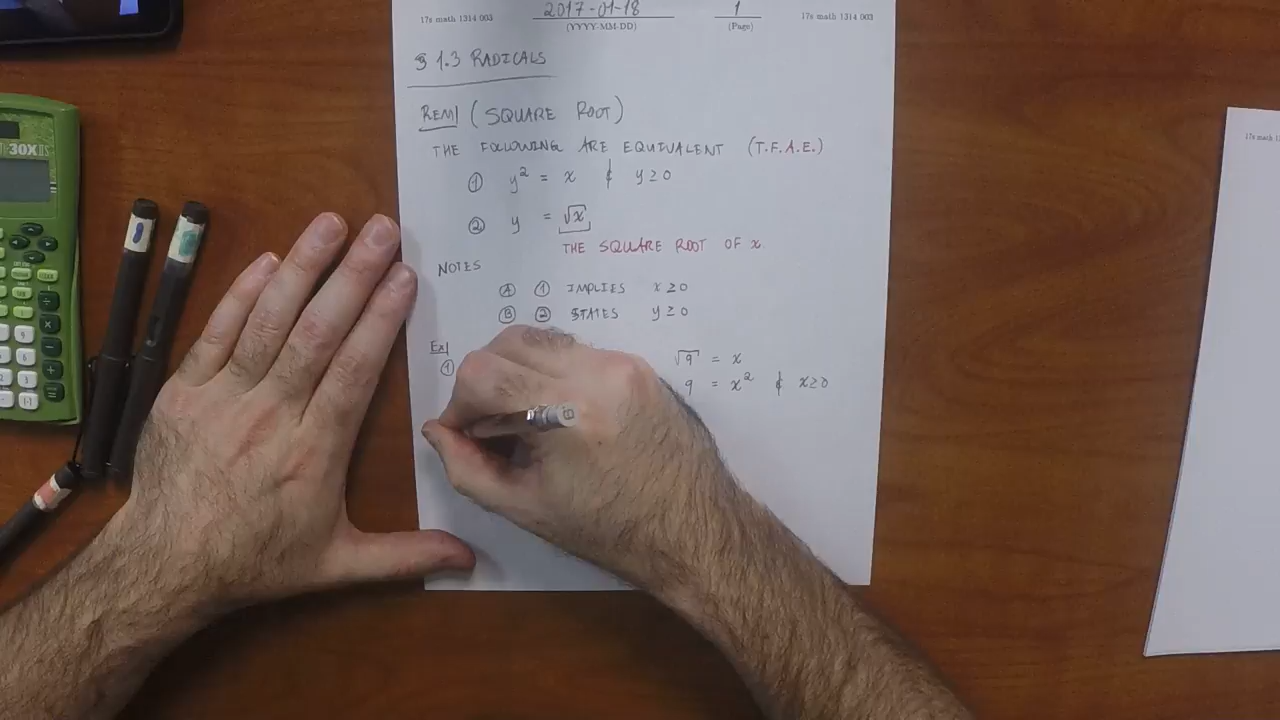 17s math 1314 003 2017-01-18 1 17s math 1314 003
(YYYY-MM-DD) (Page)
§ 1.3 RADICALS
REM/ (SQUARE ROOT)
THE FOLLOWING ARE EQUIVALENT (T.F.A.E.)
① y² = x & y ≥ 0
② y = √x
THE SQUARE ROOT OF x
NOTES
Ⓐ ① IMPLIES x ≥ 0
Ⓑ ② STATES y ≥ 0
Ex/
① √9 = x
9 = x² & x ≥ 0
-30X IIS
17s math